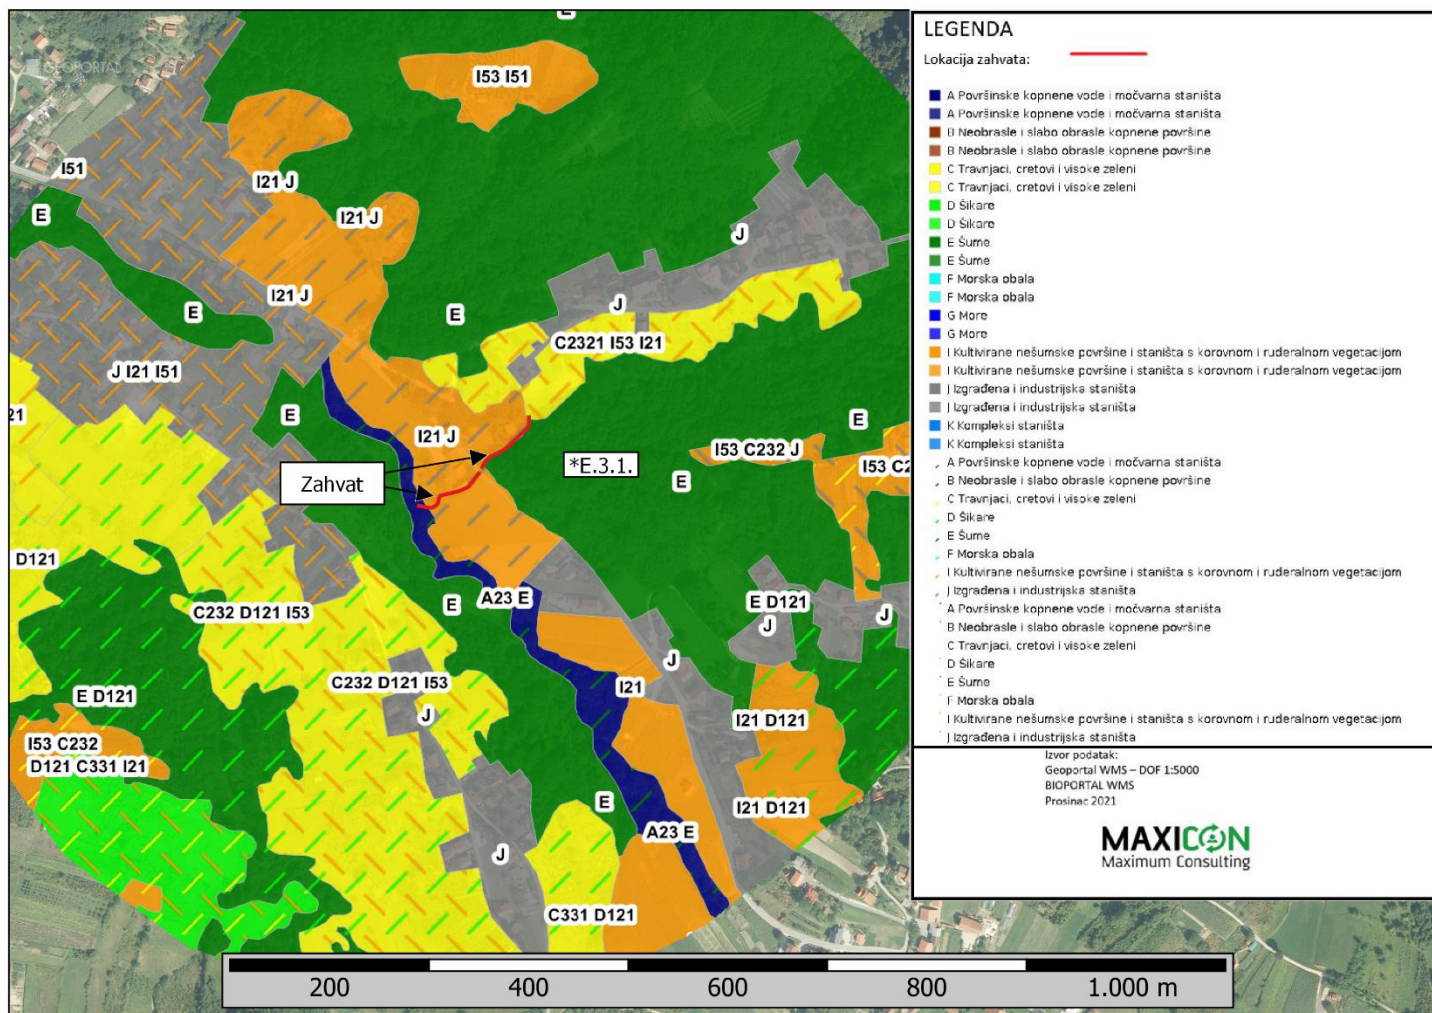 E
GEOPORTAL
I53 I51
I51
I21 J
E
I21 J
J
I21 J
E
E
J
C2321 I53 I21
J I21 I51
E
21
I21 J
E
I53 C232 J
I53 C2
*E.3.1.
Zahvat
E
D121
A23 E
E
E D121
C232 D121 I53
J
J
J
C232 D121 I53
I21
E D121
J
I21 D121
I53 C232
D121 C331 I21
E
I21 D121
A23 E
J
C331 D121
200
400
600
800
1.000 m
LEGENDA
Lokacija zahvata:
A Površinske kopnene vode i močvarna staništa
A Površinske kopnene vode i močvarna staništa
B Neobrasle i slabo obrasle kopnene površine
B Neobrasle i slabo obrasle kopnene površine
C Travnjaci, cretovi i visoke zeleni
C Travnjaci, cretovi i visoke zeleni
D Šikare
D Šikare
E Šume
E Šume
F Morska obala
F Morska obala
G More
G More
I Kultivirane nešumske površine i staništa s korovnom i ruderalnom vegetacijom
I Kultivirane nešumske površine i staništa s korovnom i ruderalnom vegetacijom
J Izgrađena i industrijska staništa
J Izgrađena i industrijska staništa
K Kompleksi staništa
K Kompleksi staništa
A Površinske kopnene vode i močvarna staništa
B Neobrasle i slabo obrasle kopnene površine
C Travnjaci, cretovi i visoke zeleni
D Šikare
E Šume
F Morska obala
I Kultivirane nešumske površine i staništa s korovnom i ruderalnom vegetacijom
J Izgrađena i industrijska staništa
A Površinske kopnene vode i močvarna staništa
B Neobrasle i slabo obrasle kopnene površine
C Travnjaci, cretovi i visoke zeleni
D Šikare
E Šume
F Morska obala
I Kultivirane nešumske površine i staništa s korovnom i ruderalnom vegetacijom
J Izgrađena i industrijska staništa
Izvor podatak:
Geoportal WMS – DOF 1:5000
BIOPORTAL WMS
Prosinac 2021
MAXICON
Maximum Consulting